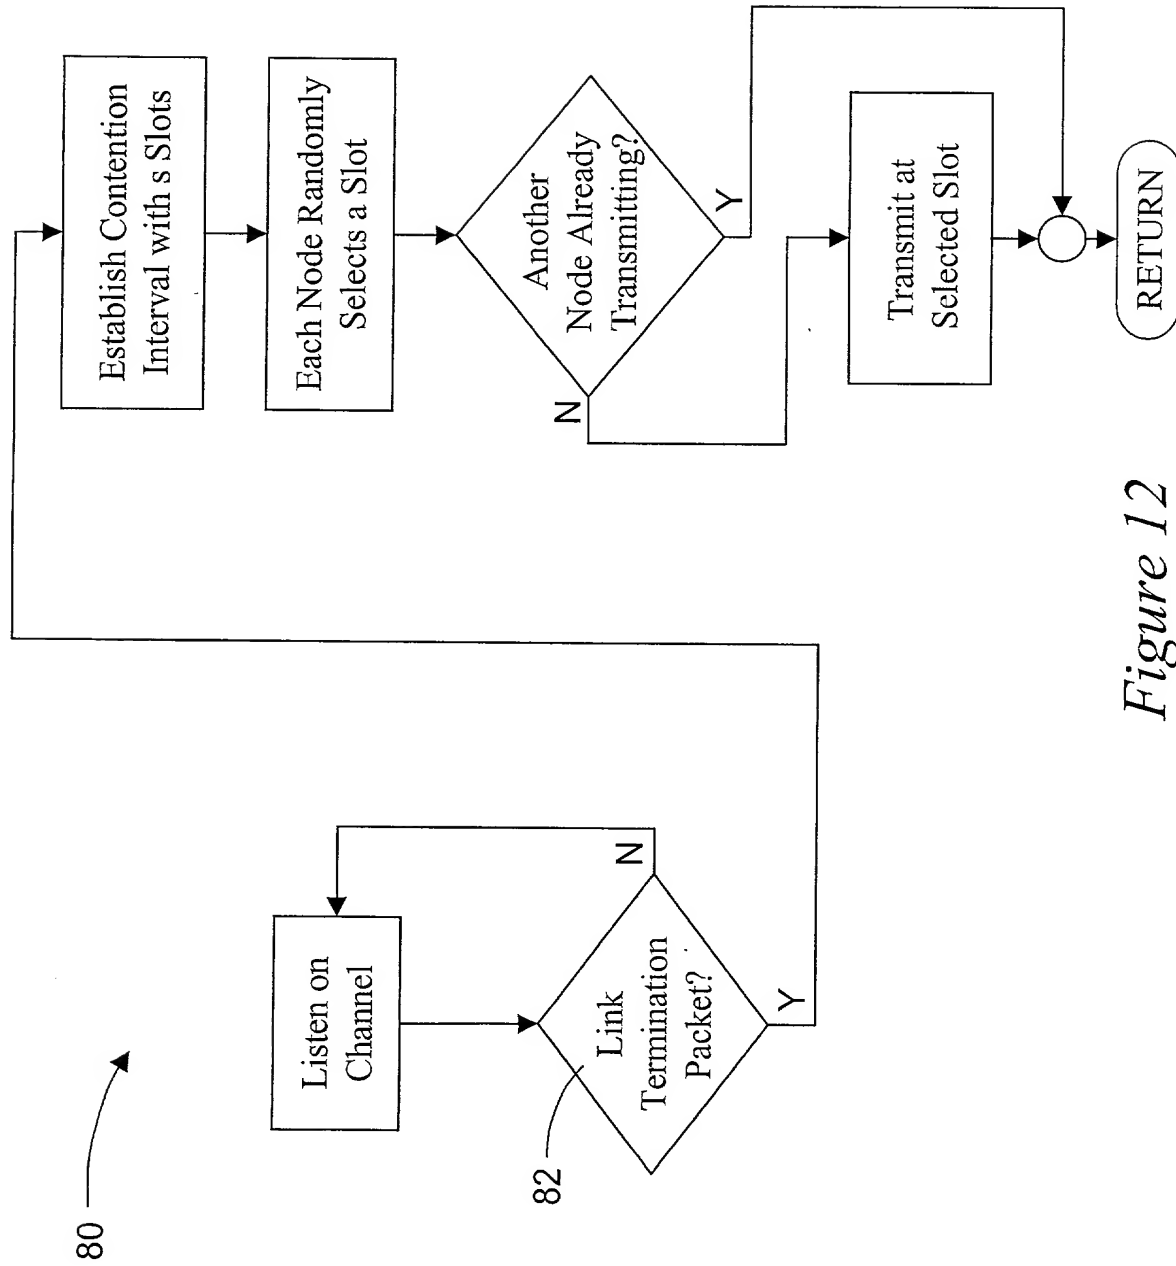 80
Listen on
Channel
82
Link
Termination
Packet?
N
Y
Establish Contention
Interval with s Slots
Each Node Randomly
Selects a Slot
Another
Node Already
Transmitting?
N
Y
Transmit at
Selected Slot
RETURN
Figure 12